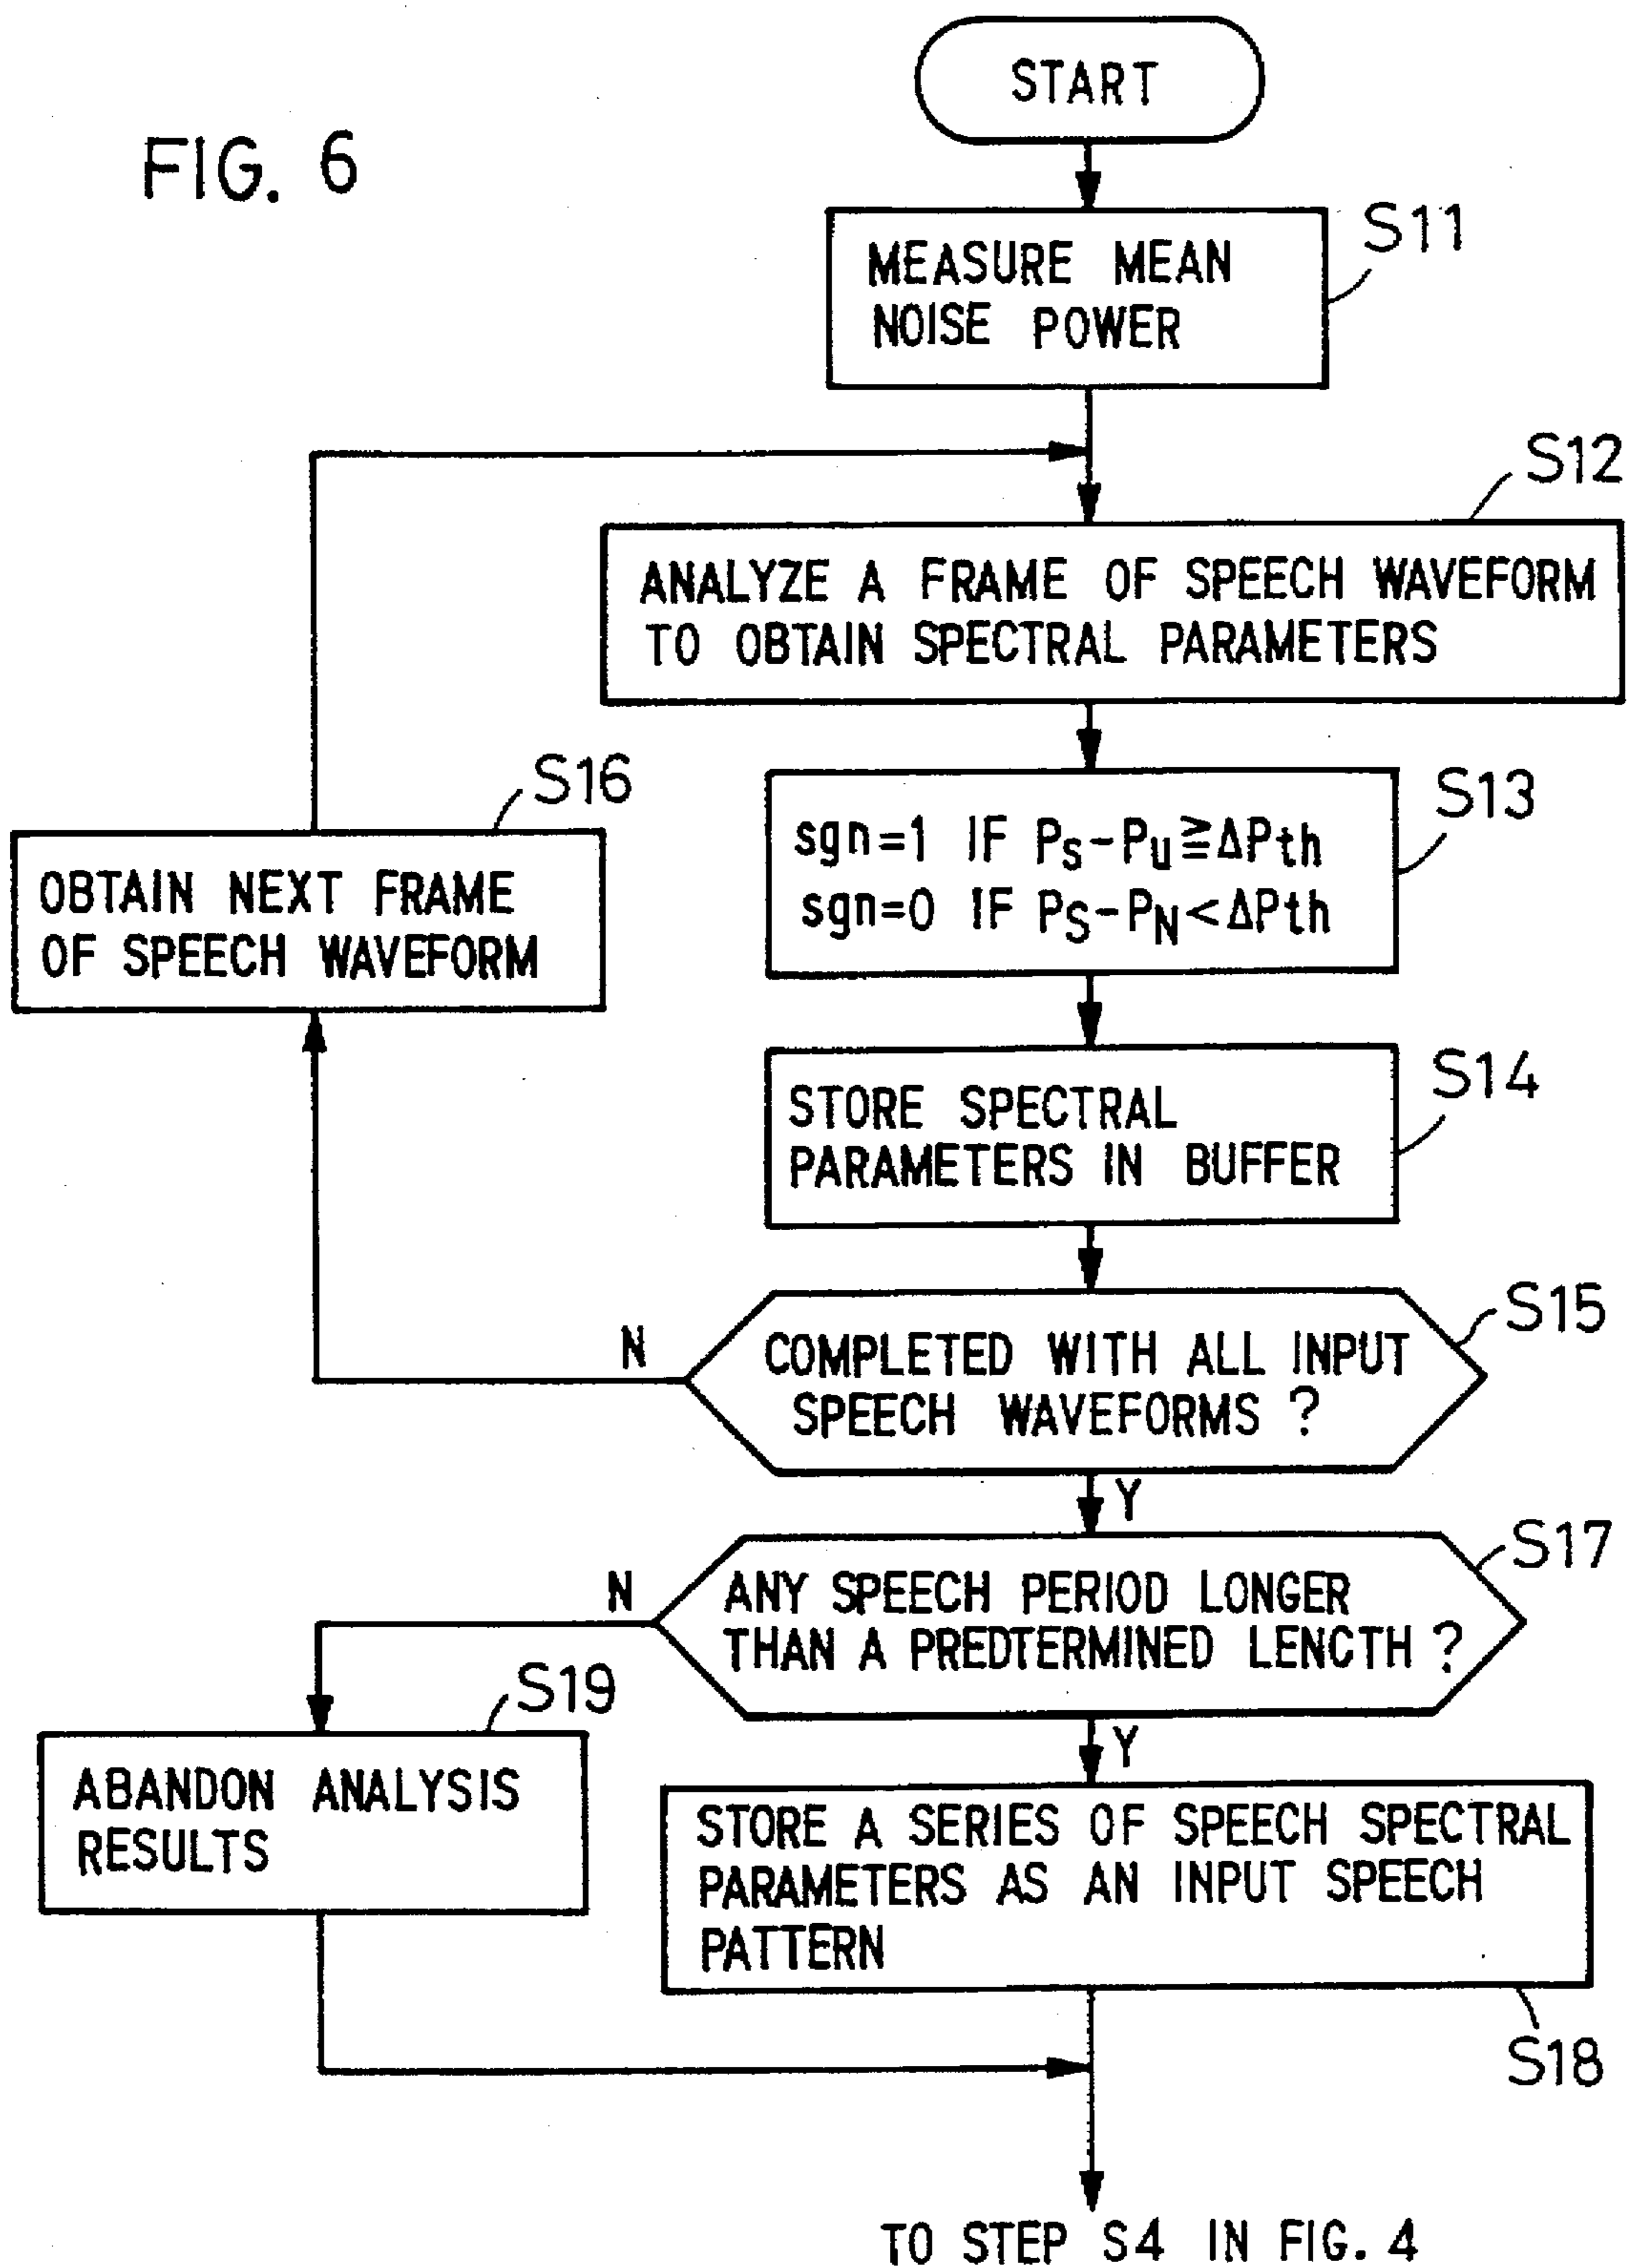 FIG. 6
START
S11
MEASURE MEAN
NOISE POWER
S12
ANALYZE A FRAME OF SPEECH WAVEFORM
TO OBTAIN SPECTRAL PARAMETERS
S13
sgn=1 IF PS-PU≧ΔPth
sgn=0 IF PS-PN<ΔPth
S16
OBTAIN NEXT FRAME
OF SPEECH WAVEFORM
S14
STORE SPECTRAL
PARAMETERS IN BUFFER
S15
COMPLETED WITH ALL INPUT
SPEECH WAVEFORMS ?
N
Y
S17
ANY SPEECH PERIOD LONGER
THAN A PREDTERMINED LENGTH ?
N
Y
S19
ABANDON ANALYSIS
RESULTS
STORE A SERIES OF SPEECH SPECTRAL
PARAMETERS AS AN INPUT SPEECH
PATTERN
S18
TO STEP S4 IN FIG. 4